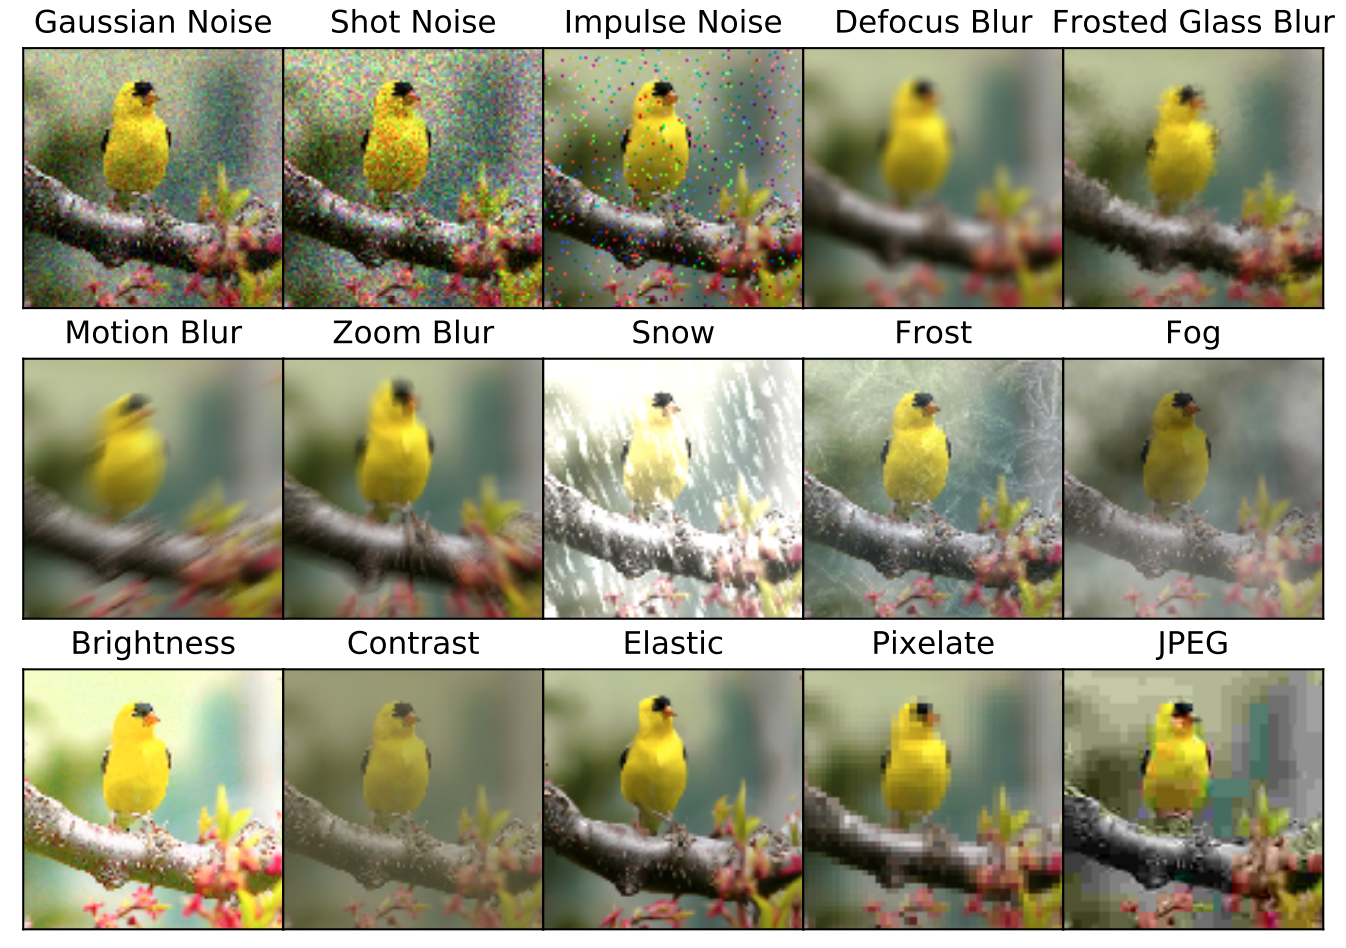 Gaussian Noise Shot Noise Impulse Noise Defocus Blur Frosted Glass Blur
Motion Blur Zoom Blur Snow Frost Fog
Brightness Contrast Elastic Pixelate JPEG